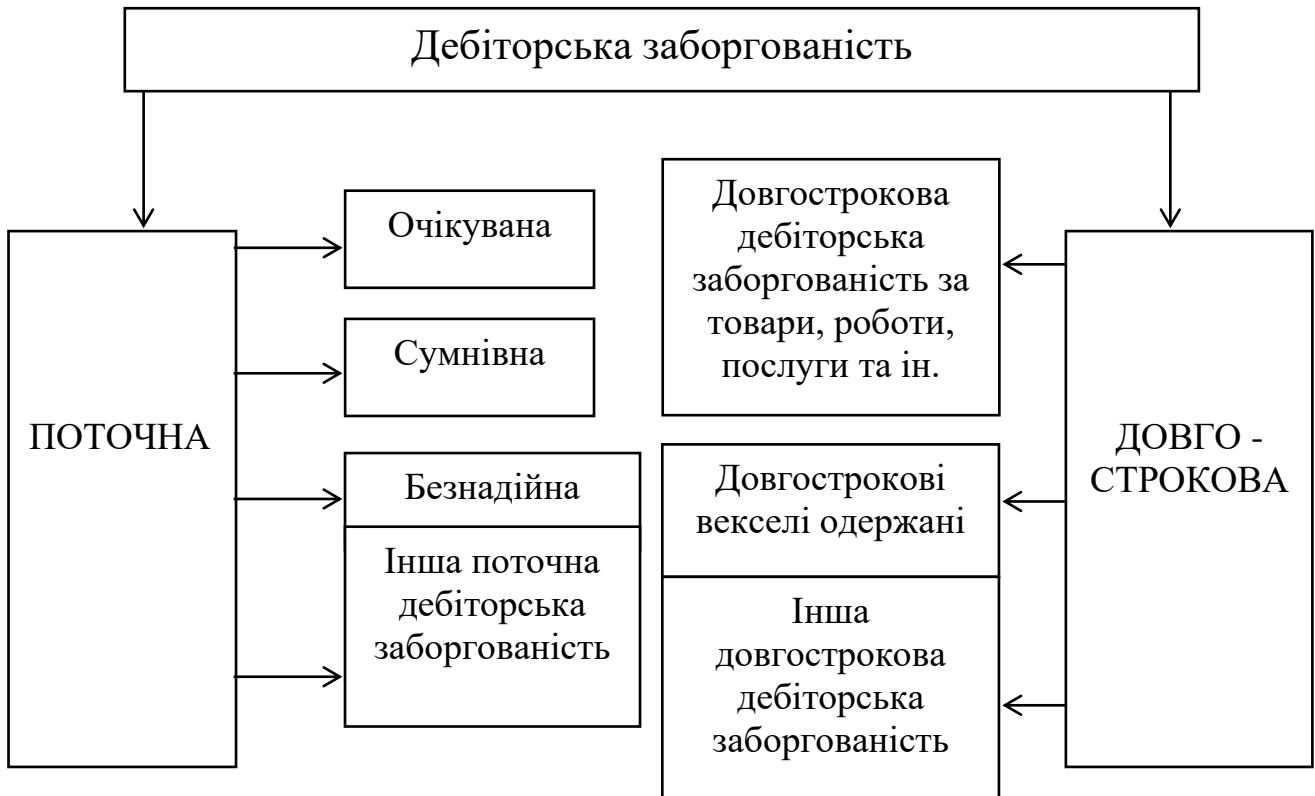 Дебіторська заборгованість
ПОТОЧНА
Очікувана
Сумнівна
Безнадійна
Інша поточна
дебіторська
заборгованість
Довгострокова
дебіторська
заборгованість за
товари, роботи,
послуги та ін.
Довгострокові
векселі одержані
Інша
довгострокова
дебіторська
заборгованість
ДОВГО -
СТРОКОВА